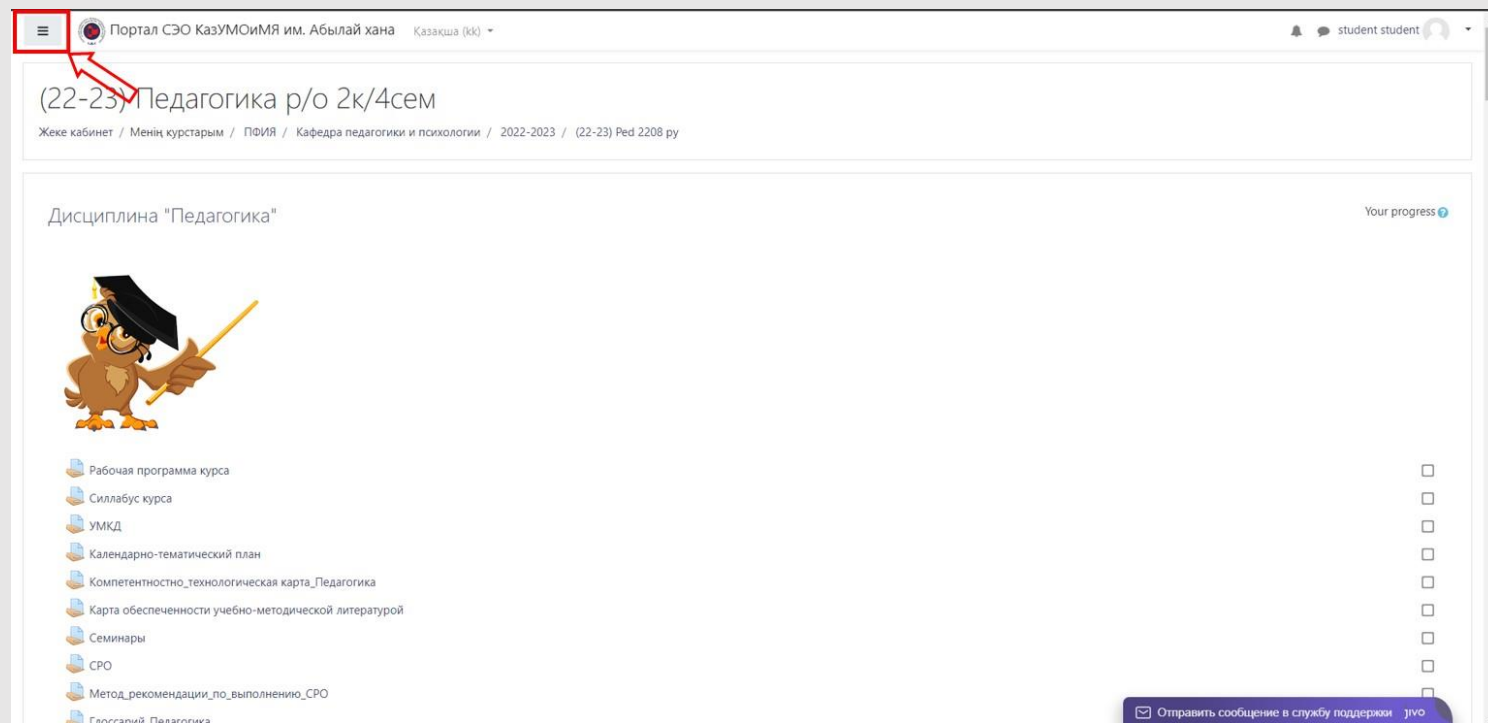 Портал СЭО КазУМОиМЯ им. Абылай хана Қазақша (kk)
student student
(22-23) Педагогика р/о 2к/4сем
Жеке кабинет / Менің курстарым / ПФИЯ / Кафедра педагогики и психологии / 2022-2023 / (22-23) Ped 2208 ру
Дисциплина "Педагогика"
Your progress
Рабочая программа курса
Силлабус курса
УМКД
Календарно-тематический план
Компетентностно_технологическая карта_Педагогика
Карта обеспеченности учебно-методической литературой
Семинары
СРО
Метод_рекомендации_по_выполнению_СРО
Глоссарий_Педагогика
Отправить сообщение в службу поддержки jivo